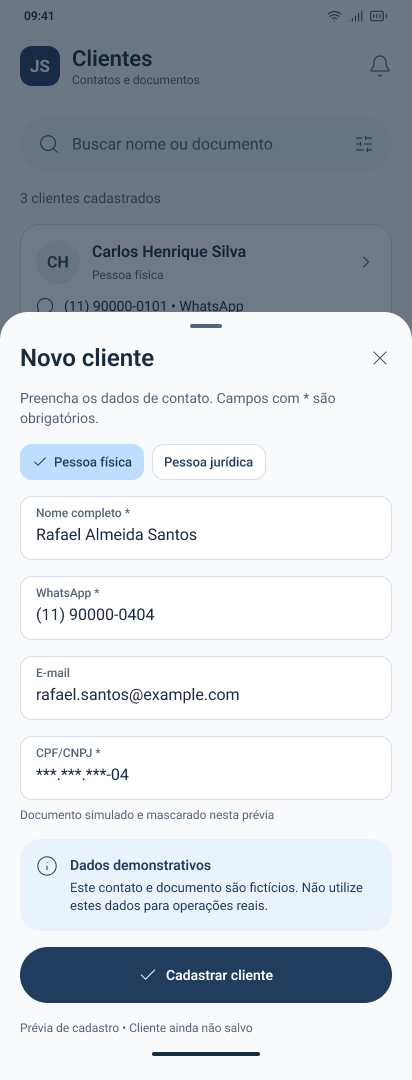 09:41
JS
Clientes
Contatos e documentos
Buscar nome ou documento
3 clientes cadastrados
CH
Carlos Henrique Silva
Pessoa física
(11) 90000-0101 • WhatsApp
Novo cliente
Preencha os dados de contato. Campos com * são
obrigatórios.
Pessoa física
Pessoa jurídica
Nome completo *
Rafael Almeida Santos
WhatsApp *
(11) 90000-0404
E-mail
rafael.santos@example.com
CPF/CNPJ *
***.***.***-04
Documento simulado e mascarado nesta prévia
Dados demonstrativos
Este contato e documento são fictícios. Não utilize
estes dados para operações reais.
Cadastrar cliente
Prévia de cadastro • Cliente ainda não salvo